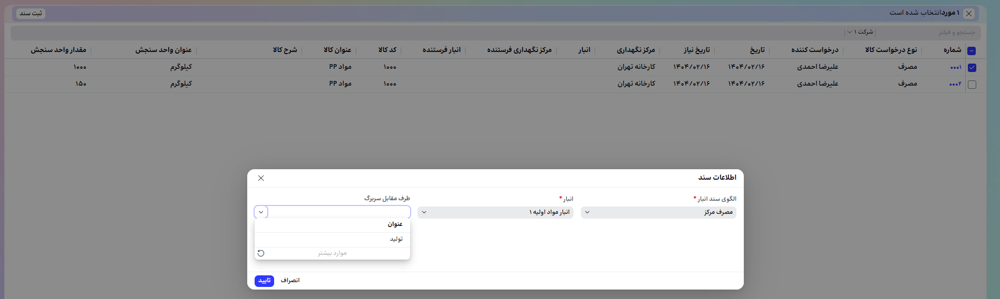 ۱ موردانتخاب شده است
ثبت سند
جستجو و فیلتر
شرکت ۱
شماره نوع درخواست کالا درخواست کننده تاریخ تاریخ نیاز مرکز نگهداری انبار مرکز نگهداری فرستنده انبار فرستنده کد کالا عنوان کالا شرح کالا عنوان واحد سنجش مقدار واحد سنجش
۰۰۰۱ مصرف علیرضا احمدی ۱۴۰۴/۰۲/۱۶ ۱۴۰۴/۰۲/۱۶ کارخانه تهران ۱۰۰۰ مواد PP کیلوگرم ۱۰۰۰
۰۰۰۲ مصرف علیرضا احمدی ۱۴۰۴/۰۲/۱۶ ۱۴۰۴/۰۲/۱۶ کارخانه تهران ۱۰۰۰ مواد PP کیلوگرم ۱۵۰
اطلاعات سند
الگوی سند انبار* انبار* طرف مقابل سربرگ
مصرف مرکز انبار مواد اولیه ۱
عنوان
تولید
موارد بیشتر
انصراف تایید